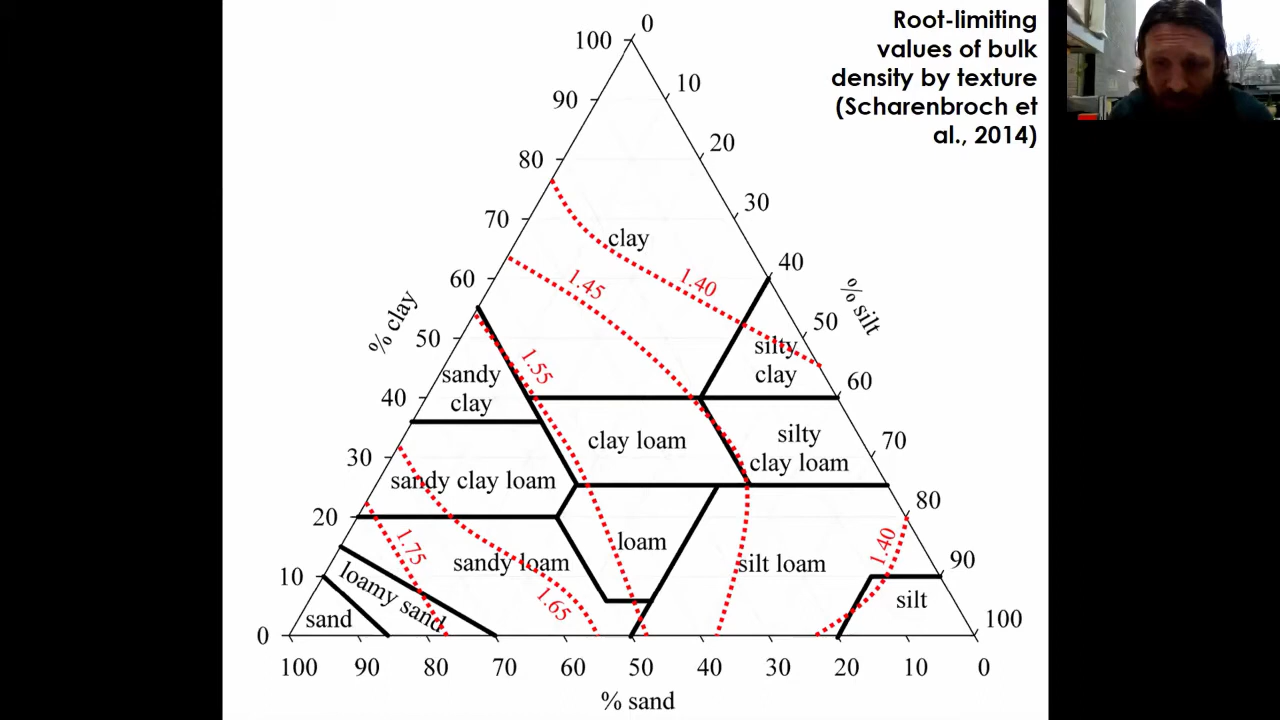 Root-limiting
values of bulk
density by texture
(Scharenbroch et
al., 2014)
0
100
10
90
20
80
30
70
clay
40
60
1.40
1.45
% clay
% silt
50
50
silty
clay
1.55
60
40
sandy
clay
70
30
clay loam
silty
clay loam
sandy clay loam
80
20
1.75
sandy loam
loam
silt loam
1.40
90
10
loamy sand
1.65
silt
sand
100
0
100 90 80 70 60 50 40 30 20 10 0
% sand